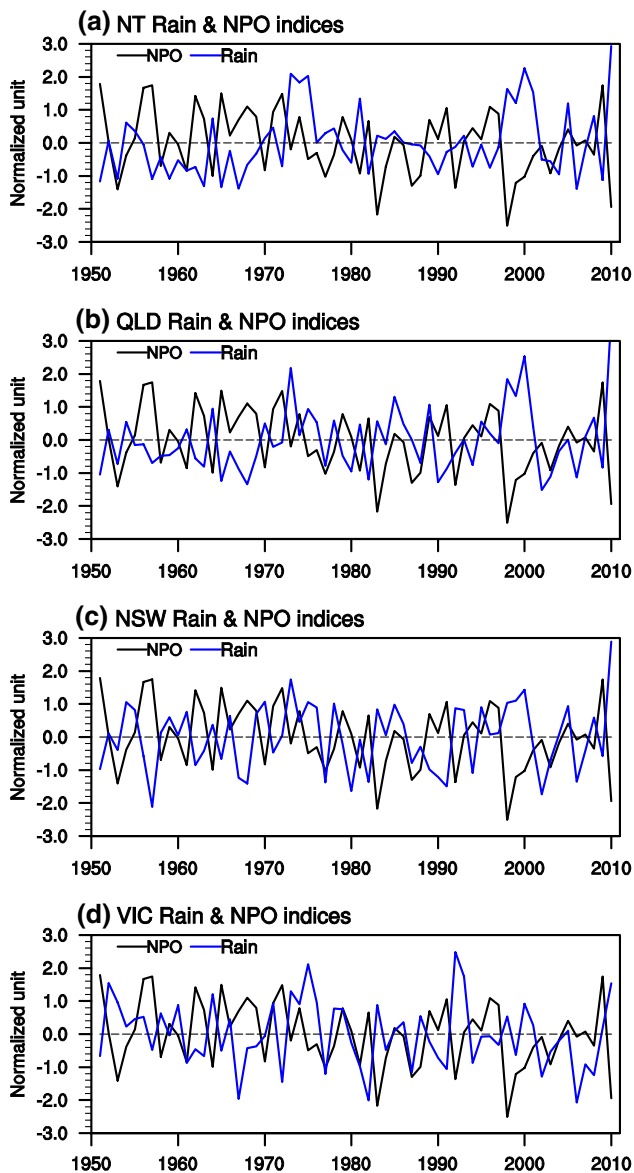 (a) NT Rain & NPO indices
3.0
NPO Rain
2.0
1.0
0.0
-1.0
-2.0
-3.0
Normalized unit
1950 1960 1970 1980 1990 2000 2010
(b) QLD Rain & NPO indices
3.0
NPO Rain
2.0
1.0
0.0
-1.0
-2.0
-3.0
Normalized unit
1950 1960 1970 1980 1990 2000 2010
(c) NSW Rain & NPO indices
3.0
NPO Rain
2.0
1.0
0.0
-1.0
-2.0
-3.0
Normalized unit
1950 1960 1970 1980 1990 2000 2010
(d) VIC Rain & NPO indices
3.0
NPO Rain
2.0
1.0
0.0
-1.0
-2.0
-3.0
Normalized unit
1950 1960 1970 1980 1990 2000 2010